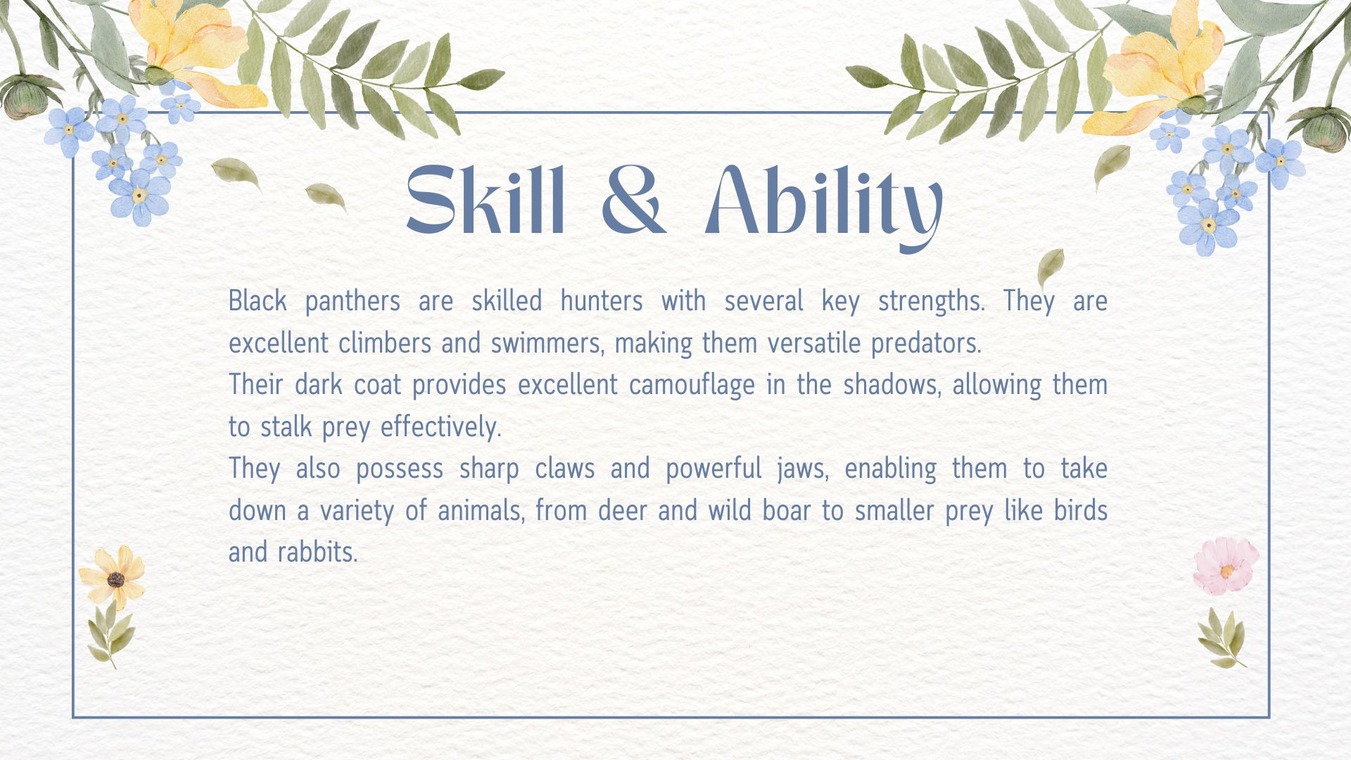 Skill & Ability
Black panthers are skilled hunters with several key strengths. They are
excellent climbers and swimmers, making them versatile predators.
Their dark coat provides excellent camouflage in the shadows, allowing them
to stalk prey effectively.
They also possess sharp claws and powerful jaws, enabling them to take
down a variety of animals, from deer and wild boar to smaller prey like birds
and rabbits.